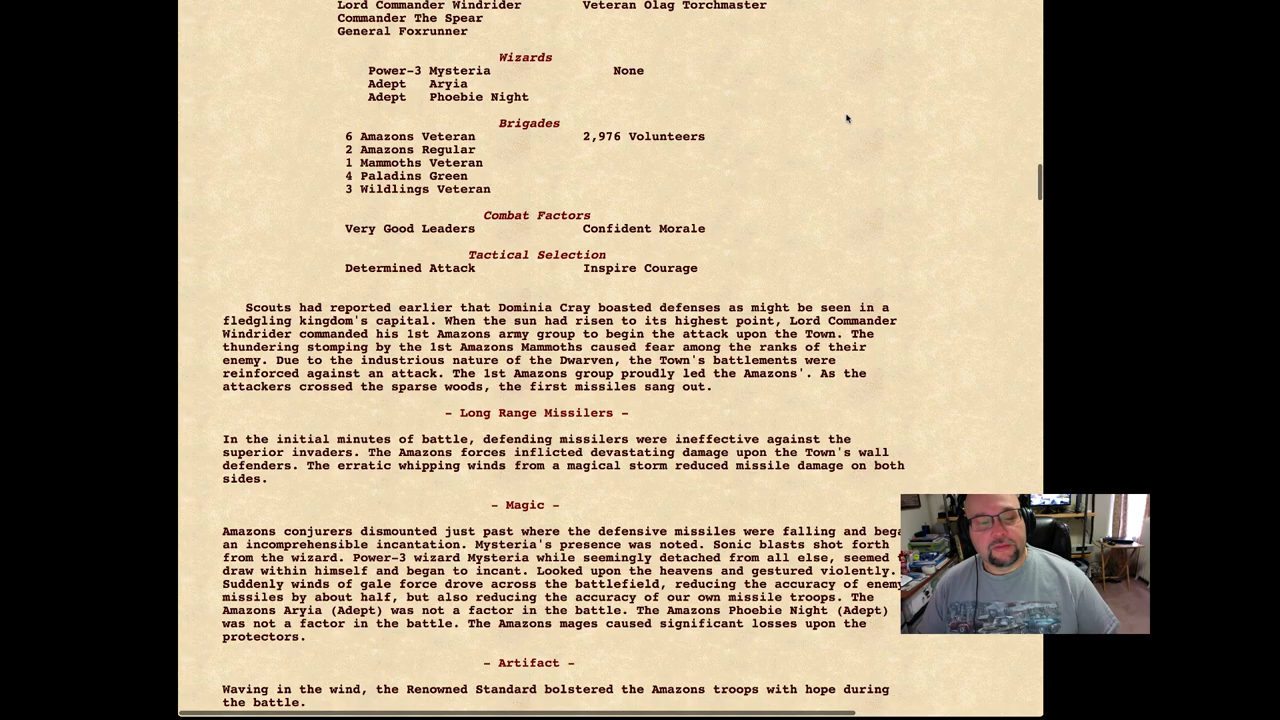 Lord Commander Windrider Veteran Olag Torchmaster
Commander The Spear
General Foxrunner
Wizards
Power-3 Mysteria None
Adept Aryia
Adept Phoebie Night
Brigades
6 Amazons Veteran 2,976 Volunteers
2 Amazons Regular
1 Mammoths Veteran
4 Paladins Green
3 Wildlings Veteran
Combat Factors
Very Good Leaders Confident Morale
Tactical Selection
Determined Attack Inspire Courage
Scouts had reported earlier that Dominia Cray boasted defenses as might be seen in a
fledgling kingdom's capital. When the sun had risen to its highest point, Lord Commander
Windrider commanded his 1st Amazons army group to begin the attack upon the Town. The
thundering stomping by the 1st Amazons Mammoths caused fear among the ranks of their
enemy. Due to the industrious nature of the Dwarven, the Town's battlements were
reinforced against an attack. The 1st Amazons group proudly led the Amazons'. As the
attackers crossed the sparse woods, the first missiles sang out.
- Long Range Missilers -
In the initial minutes of battle, defending missilers were ineffective against the
superior invaders. The Amazons forces inflicted devastating damage upon the Town's wall
defenders. The erratic whipping winds from a magical storm reduced missile damage on both
sides.
- Magic -
Amazons conjurers dismounted just past where the defensive missiles were falling and bega
an incomprehensible incantation. Mysteria's presence was noted. Sonic blasts shot forth
from the wizard. Power-3 wizard Mysteria while seemingly detached from all else, seemed
draw within himself and began to incant. Looked upon the heavens and gestured violently.
Suddenly winds of gale force drove across the battlefield, reducing the accuracy of enemy
missiles by about half, but also reducing the accuracy of our own missile troops. The
Amazons Aryia (Adept) was not a factor in the battle. The Amazons Phoebie Night (Adept)
was not a factor in the battle. The Amazons mages caused significant losses upon the
protectors.
- Artifact -
Waving in the wind, the Renowned Standard bolstered the Amazons troops with hope during
the battle.